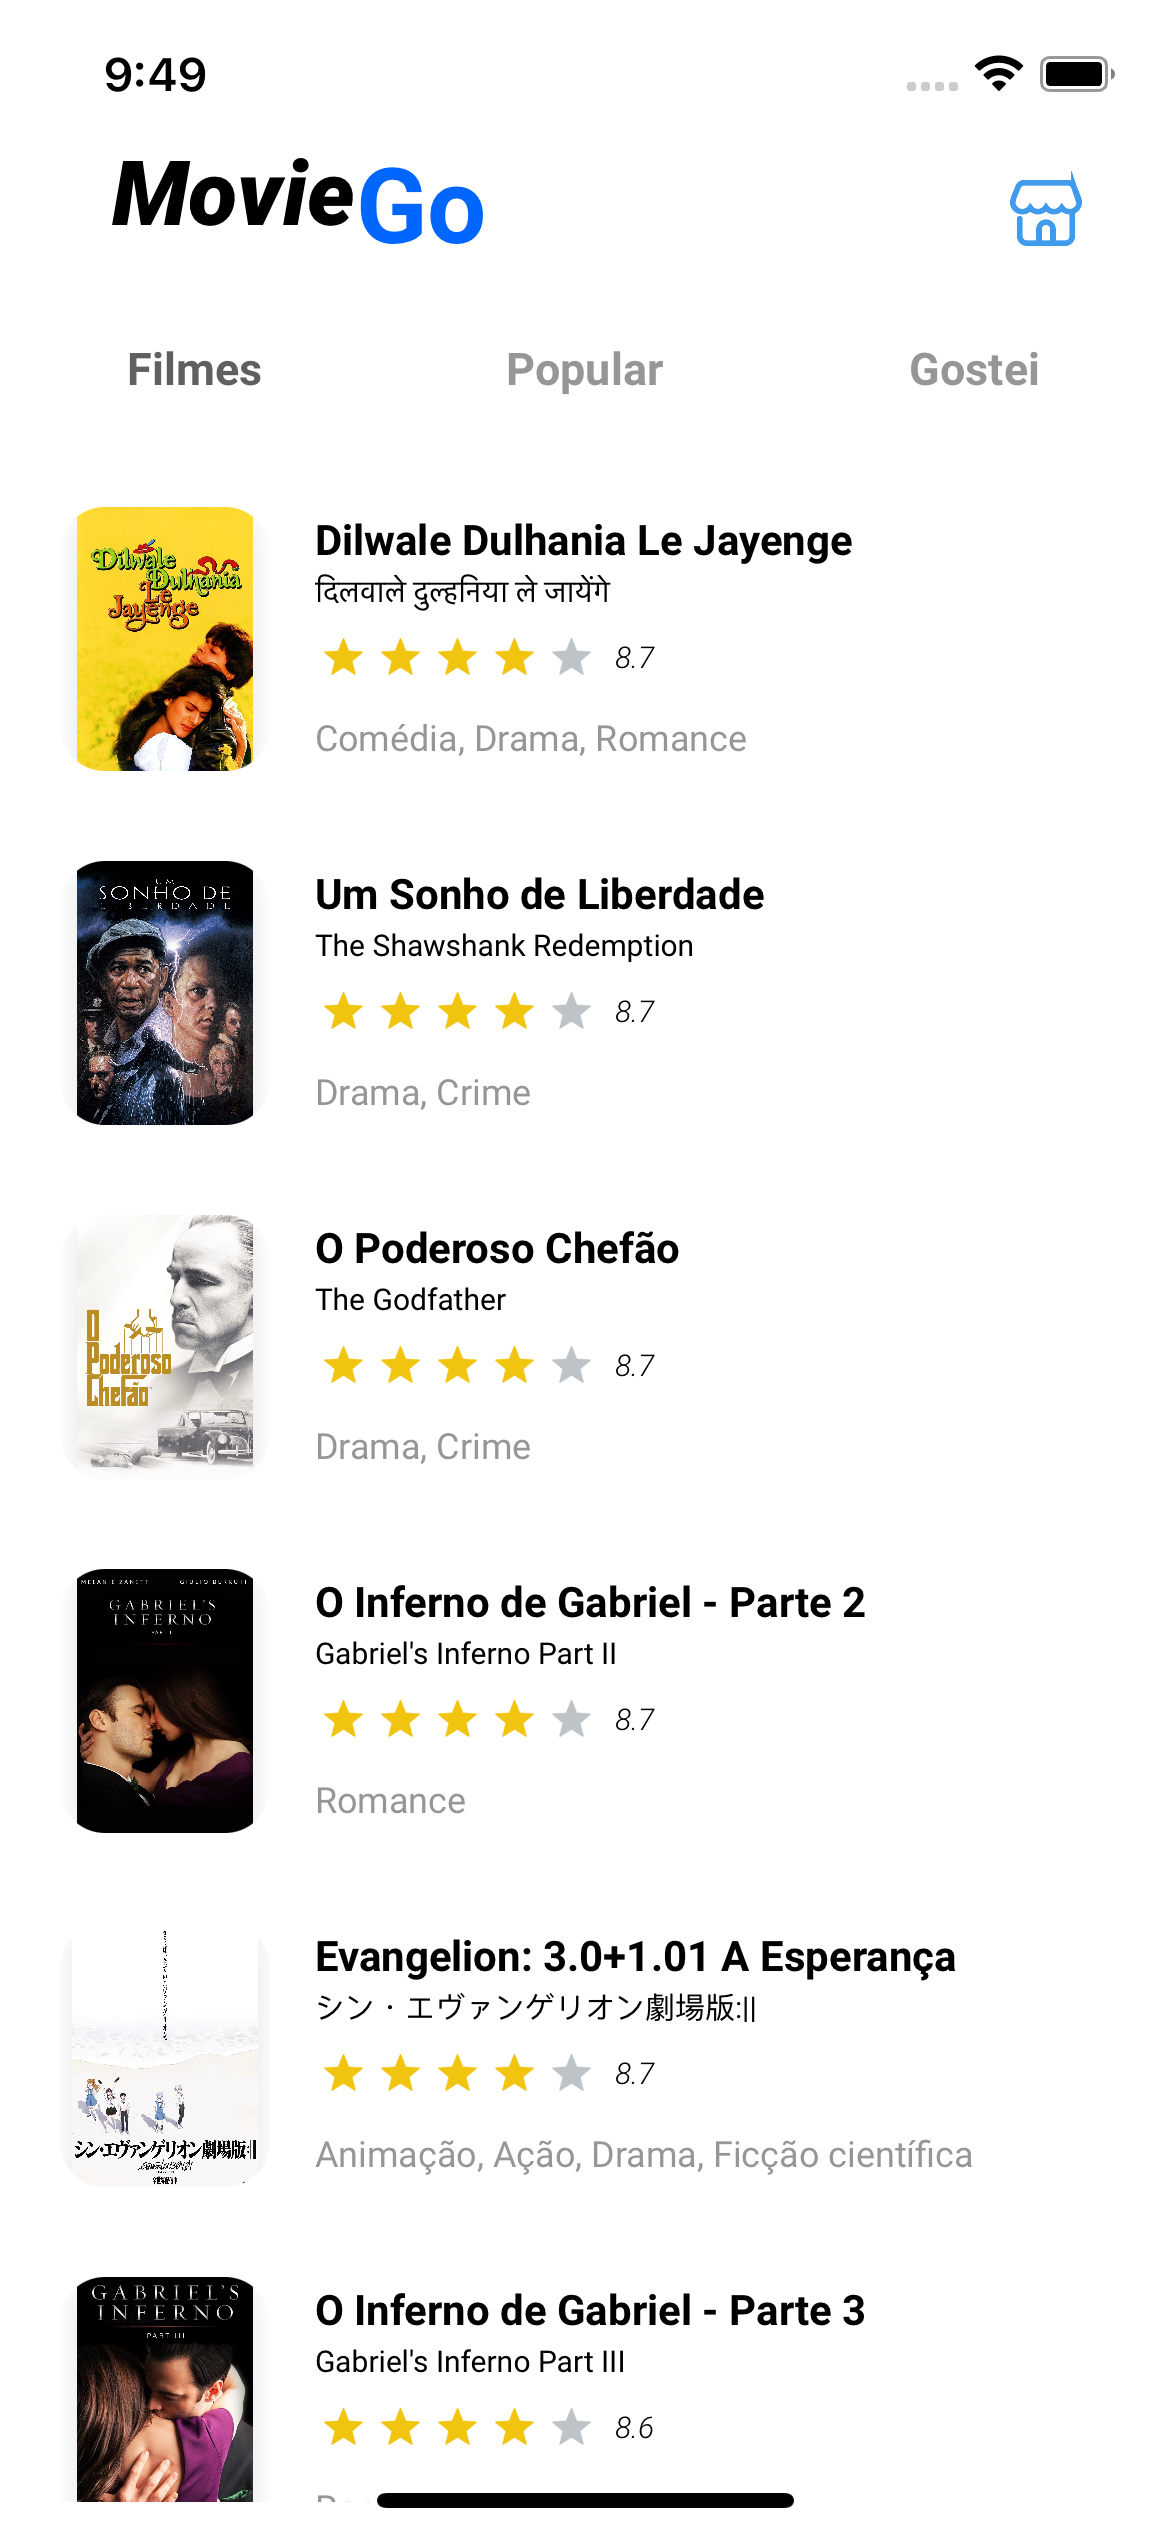 9:49
MovieGo
Filmes Popular Gostei
Dilwale Dulhania Le Jayenge
Dilwale Dulhania Le Jayenge
दिलवाले दुल्हनिया ले जायेंगे
8.7
Comédia, Drama, Romance
UM SONHO DE LIBERDADE
Um Sonho de Liberdade
The Shawshank Redemption
8.7
Drama, Crime
O Poderoso Chefão
O Poderoso Chefão
The Godfather
8.7
Drama, Crime
MELANIE ZANETTI GIULIO BERRUTI
GABRIEL'S
INFERNO
O Inferno de Gabriel - Parte 2
Gabriel's Inferno Part II
8.7
Romance
シン・エヴァンゲリオン劇場版:||
Evangelion: 3.0+1.01 A Esperança
シン・エヴァンゲリオン劇場版:||
8.7
Animação, Ação, Drama, Ficção científica
GABRIEL'S
INFERNO
PART III
O Inferno de Gabriel - Parte 3
Gabriel's Inferno Part III
8.6